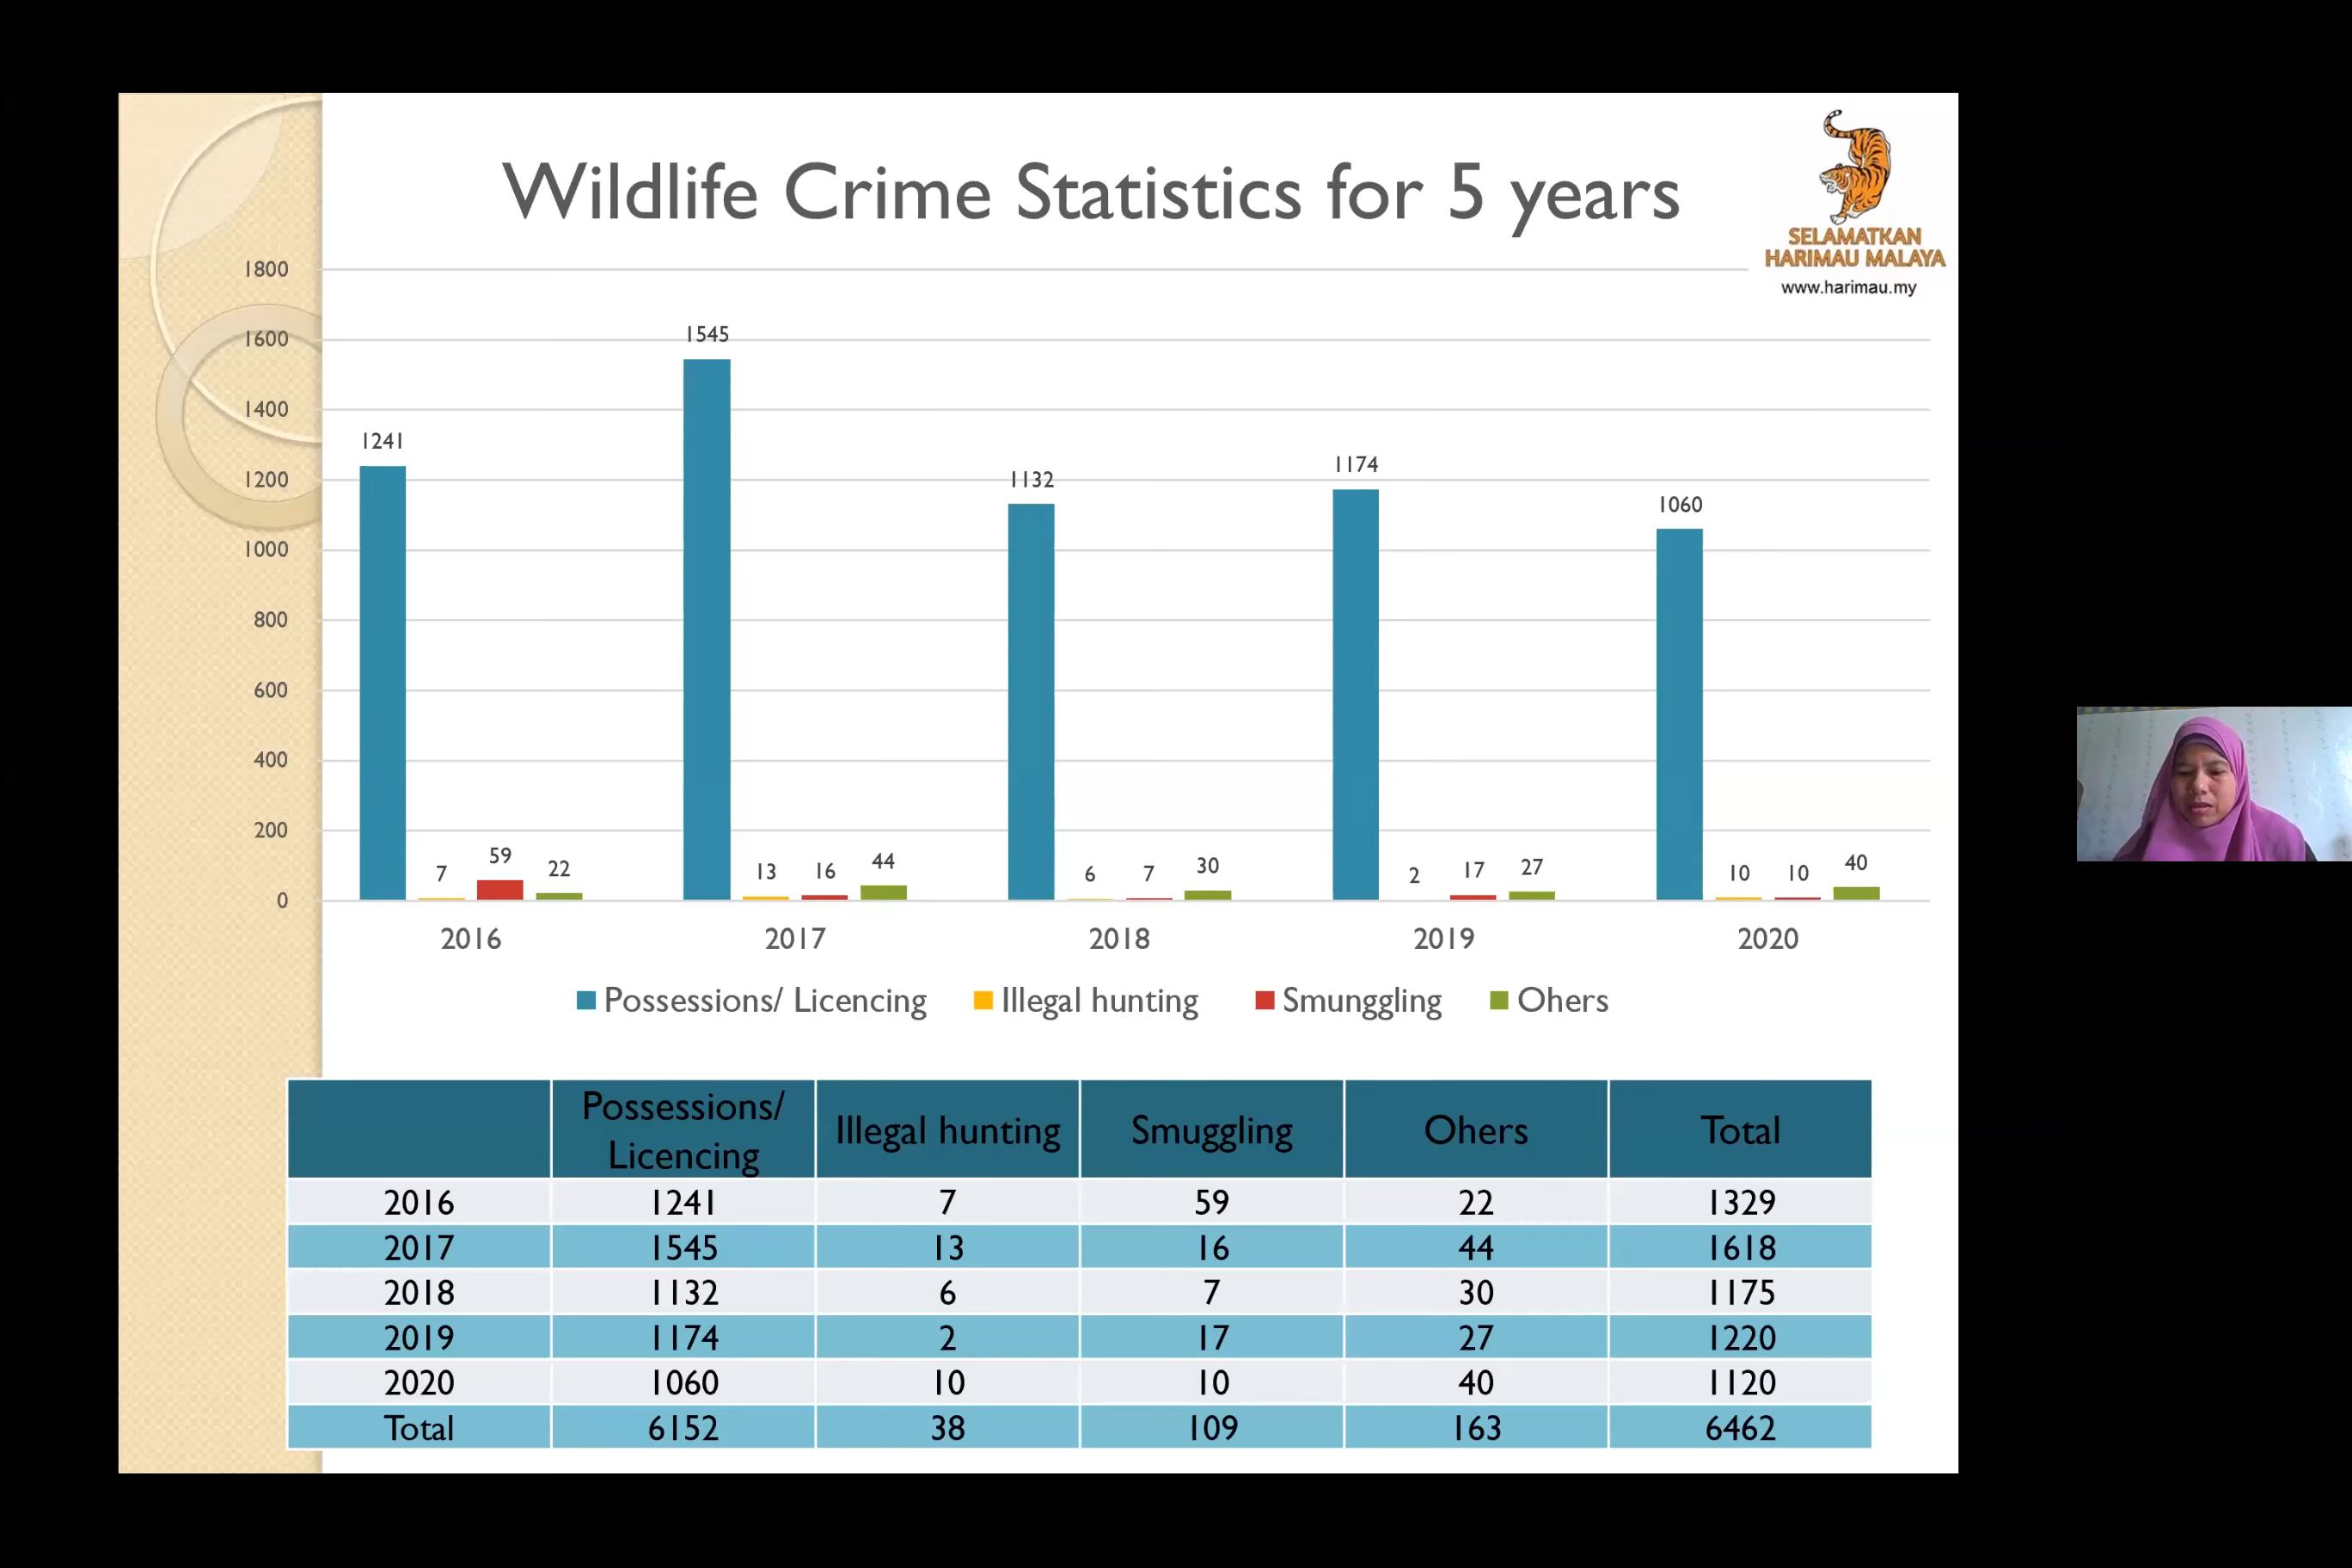 Wildlife Crime Statistics for 5 years
SELAMATKAN
HARIMAU MALAYA
www.harimau.my
1800
1600
1400
1200
1000
800
600
400
200
0
1241
7
59
22
1545
13
16
44
1132
6
7
30
1174
2
17
27
1060
10
10
40
2016 2017 2018 2019 2020
Possessions/ Licencing Illegal hunting Smunggling Ohers
Possessions/ Licencing Illegal hunting Smuggling Ohers Total
2016 1241 7 59 22 1329
2017 1545 13 16 44 1618
2018 1132 6 7 30 1175
2019 1174 2 17 27 1220
2020 1060 10 10 40 1120
Total 6152 38 109 163 6462